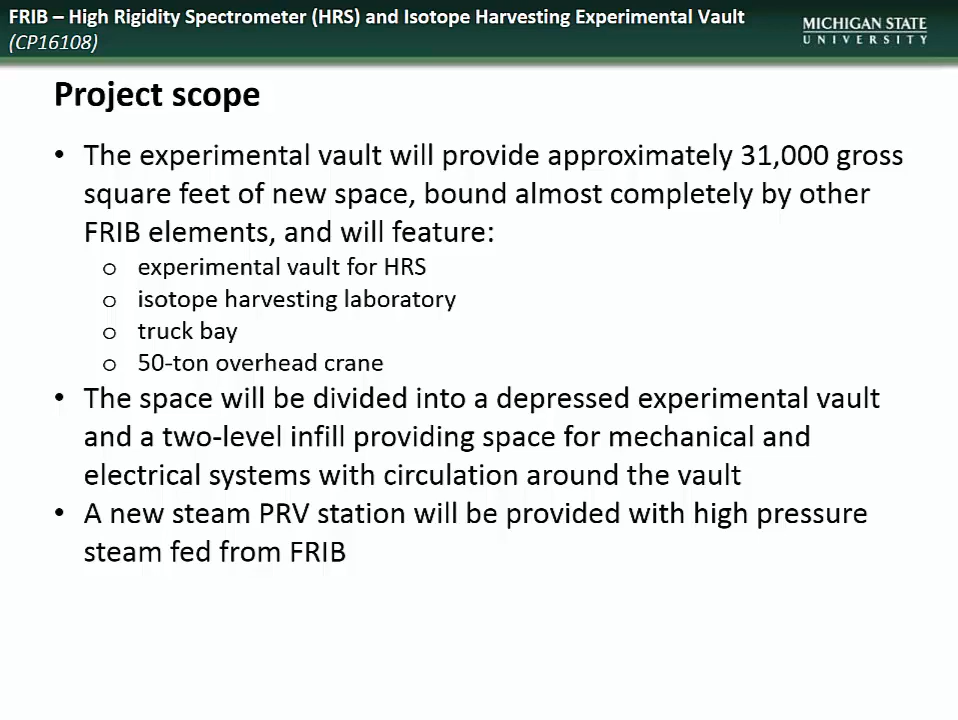 FRIB – High Rigidity Spectrometer (HRS) and Isotope Harvesting Experimental Vault
(CP16108)
MICHIGAN STATE
UNIVERSITY
Project scope
• The experimental vault will provide approximately 31,000 gross
square feet of new space, bound almost completely by other
FRIB elements, and will feature:
o experimental vault for HRS
o isotope harvesting laboratory
o truck bay
o 50-ton overhead crane
• The space will be divided into a depressed experimental vault
and a two-level infill providing space for mechanical and
electrical systems with circulation around the vault
• A new steam PRV station will be provided with high pressure
steam fed from FRIB